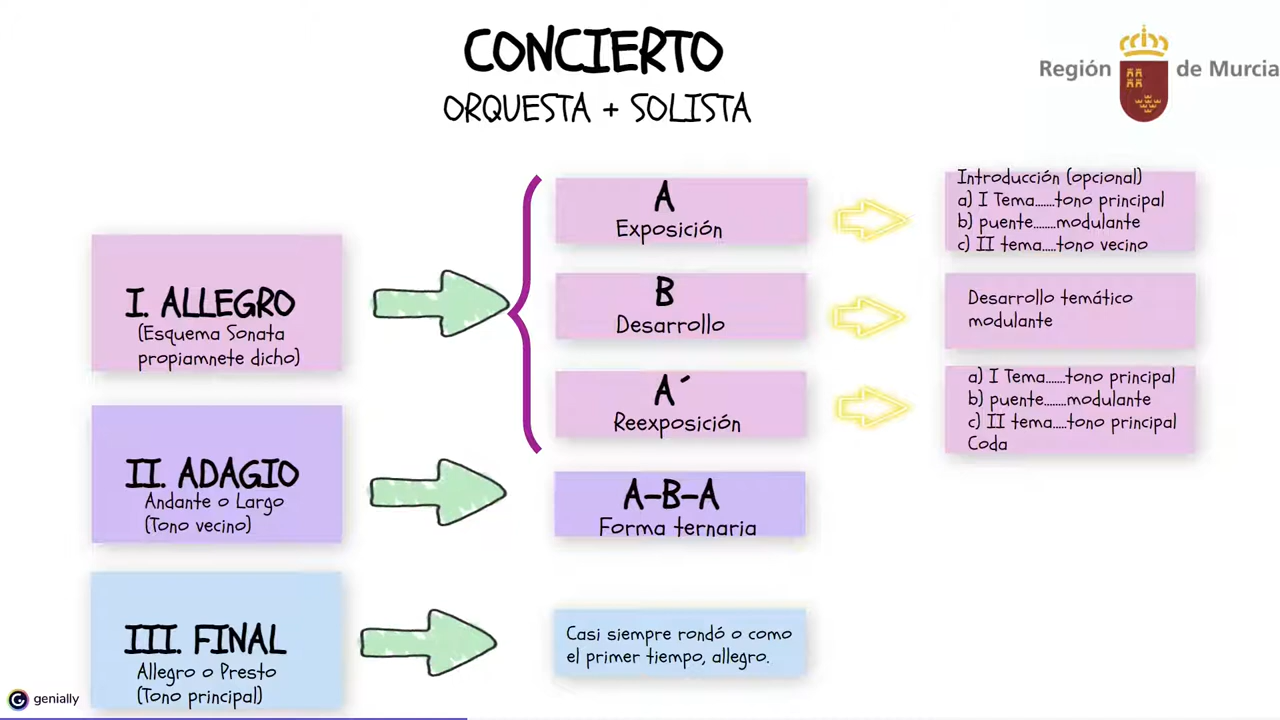 CONCIERTO
ORQUESTA + SOLISTA
Región de Murcia
I. ALLEGRO
(Esquema Sonata
propiamnete dicho)
A
Exposición
Introducción (opcional)
a) I Tema.......tono principal
b) puente........modulante
c) II tema.....tono vecino
B
Desarrollo
Desarrollo temático
modulante
A´
Reexposición
a) I Tema.......tono principal
b) puente........modulante
c) II tema.....tono principal
Coda
II. ADAGIO
Andante o Largo
(Tono vecino)
A-B-A
Forma ternaria
III. FINAL
Allegro o Presto
(Tono principal)
Casi siempre rondó o como
el primer tiempo, allegro.
genially